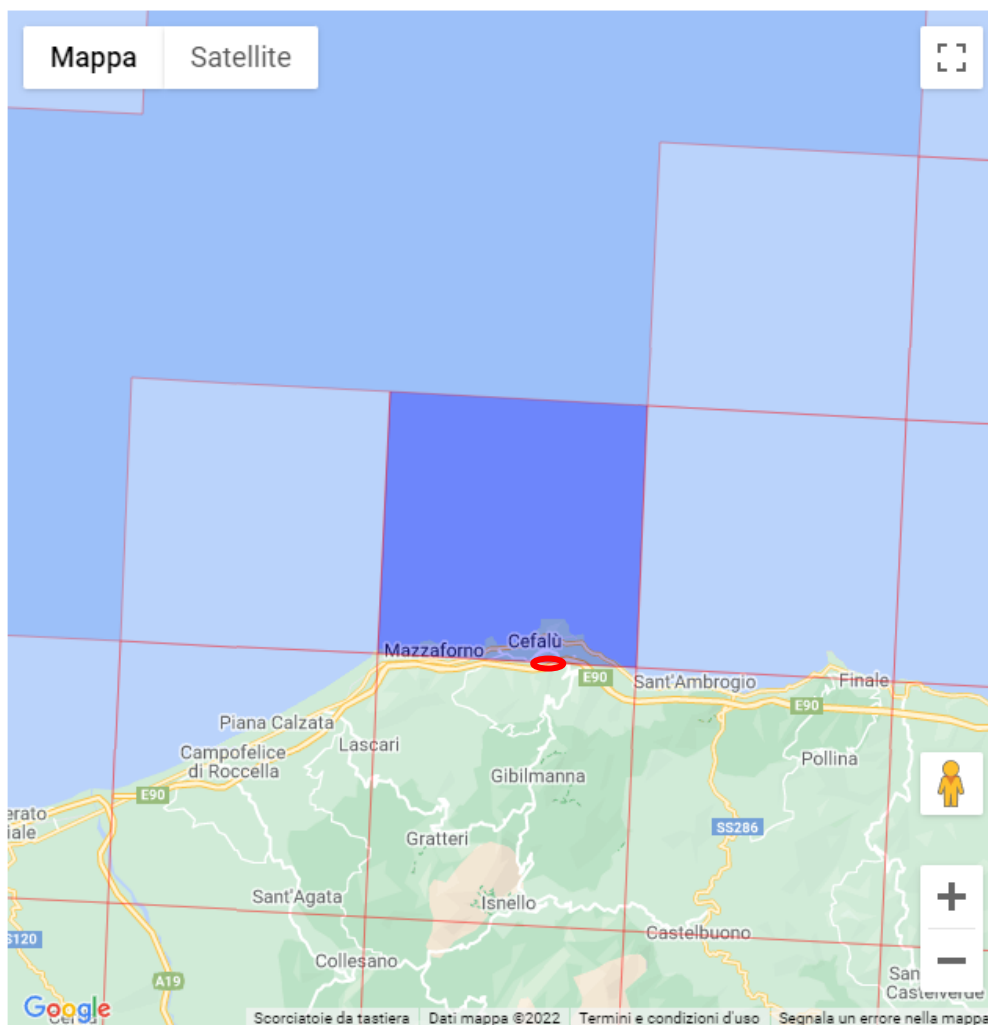 Mappa Satellite
Mazzaforno Cefalù
E90 Sant'Ambrogio Finale
E90
Piana Calzata
Lascari
Campofelice
di Roccella
Pollina
Gibilmanna
E90
erato
iale
SS286
Gratteri
Sant'Agata
Isnello
Castelbuono
S120
Collesano
A19
San
Castelverde
Google
Scorciatoie da tastiera Dati mappa ©2022 Termini e condizioni d'uso Segnala un errore nella mappa